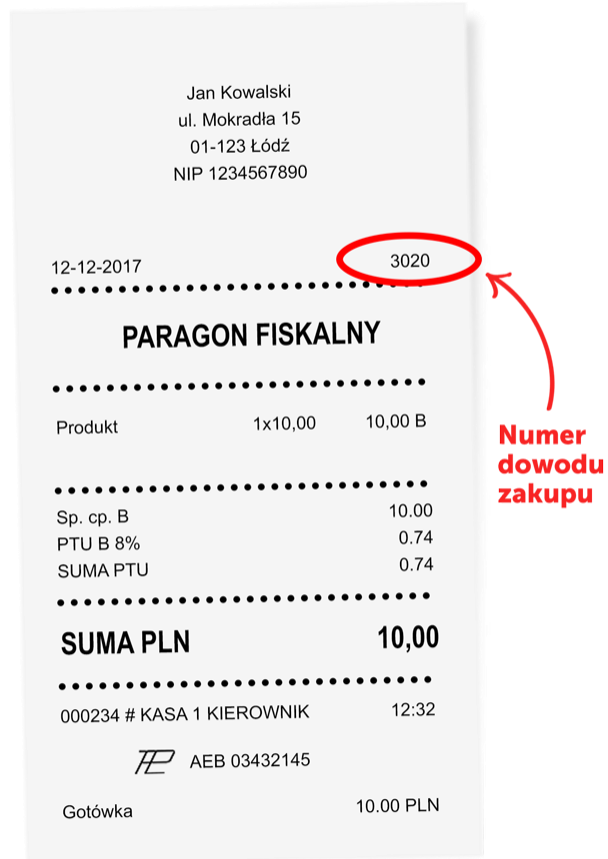 Jan Kowalski
ul. Mokradła 15
01-123 Łódź
NIP 1234567890
12-12-2017 3020
PARAGON FISKALNY
Produkt 1x10,00 10,00 B
Sp. cp. B 10.00
PTU B 8% 0.74
SUMA PTU 0.74
SUMA PLN 10,00
000234 # KASA 1 KIEROWNIK 12:32
AEB 03432145
Gotówka 10.00 PLN
Numer
dowodu
zakupu